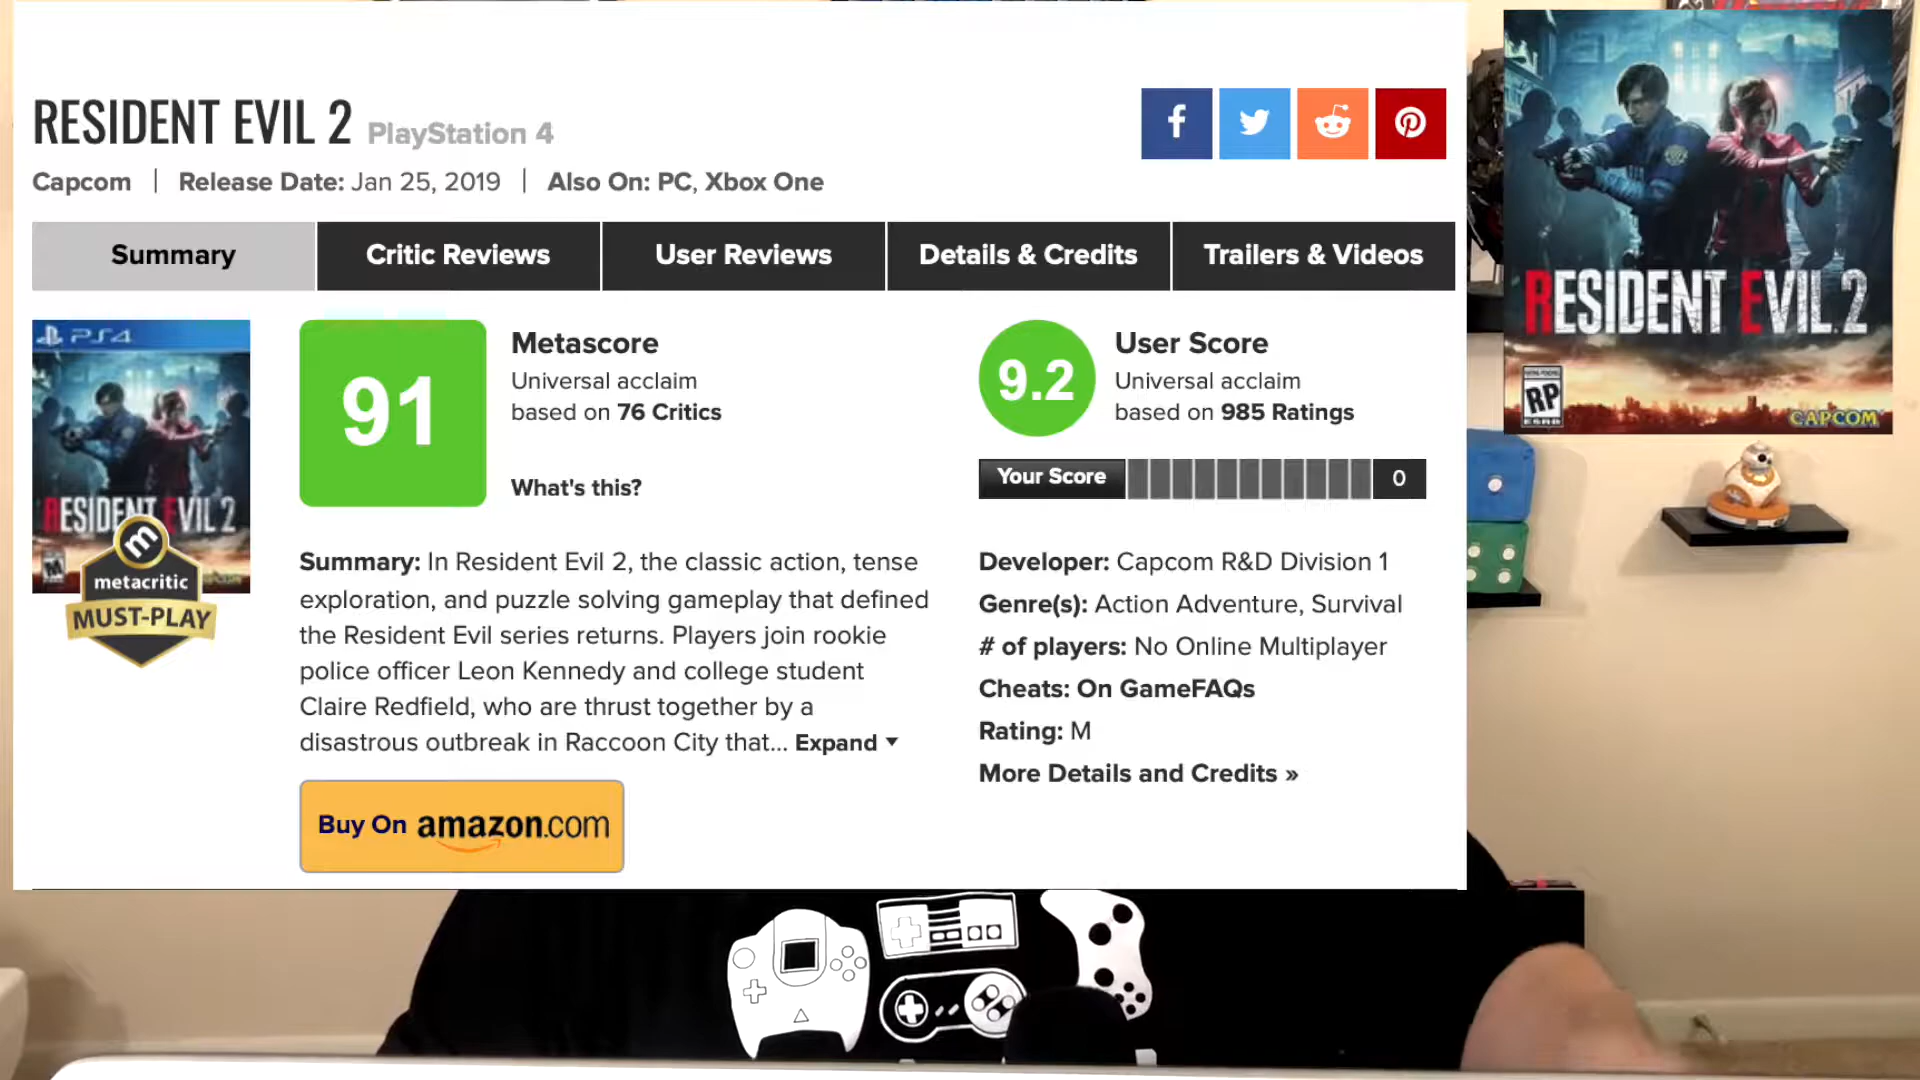 RESIDENT EVIL 2 PlayStation 4
Capcom | Release Date: Jan 25, 2019 | Also On: PC, Xbox One
Summary
Critic Reviews
User Reviews
Details & Credits
Trailers & Videos
PS4
RESIDENT EVIL 2
metacritic
MUST-PLAY
91
Metascore
Universal acclaim
based on 76 Critics
What's this?
9.2
User Score
Universal acclaim
based on 985 Ratings
Your Score
0
Summary: In Resident Evil 2, the classic action, tense
exploration, and puzzle solving gameplay that defined
the Resident Evil series returns. Players join rookie
police officer Leon Kennedy and college student
Claire Redfield, who are thrust together by a
disastrous outbreak in Raccoon City that... Expand
Buy On amazon.com
Developer: Capcom R&D Division 1
Genre(s): Action Adventure, Survival
# of players: No Online Multiplayer
Cheats: On GameFAQs
Rating: M
More Details and Credits »
RESIDENT EVIL 2
RP
ESRB
CAPCOM